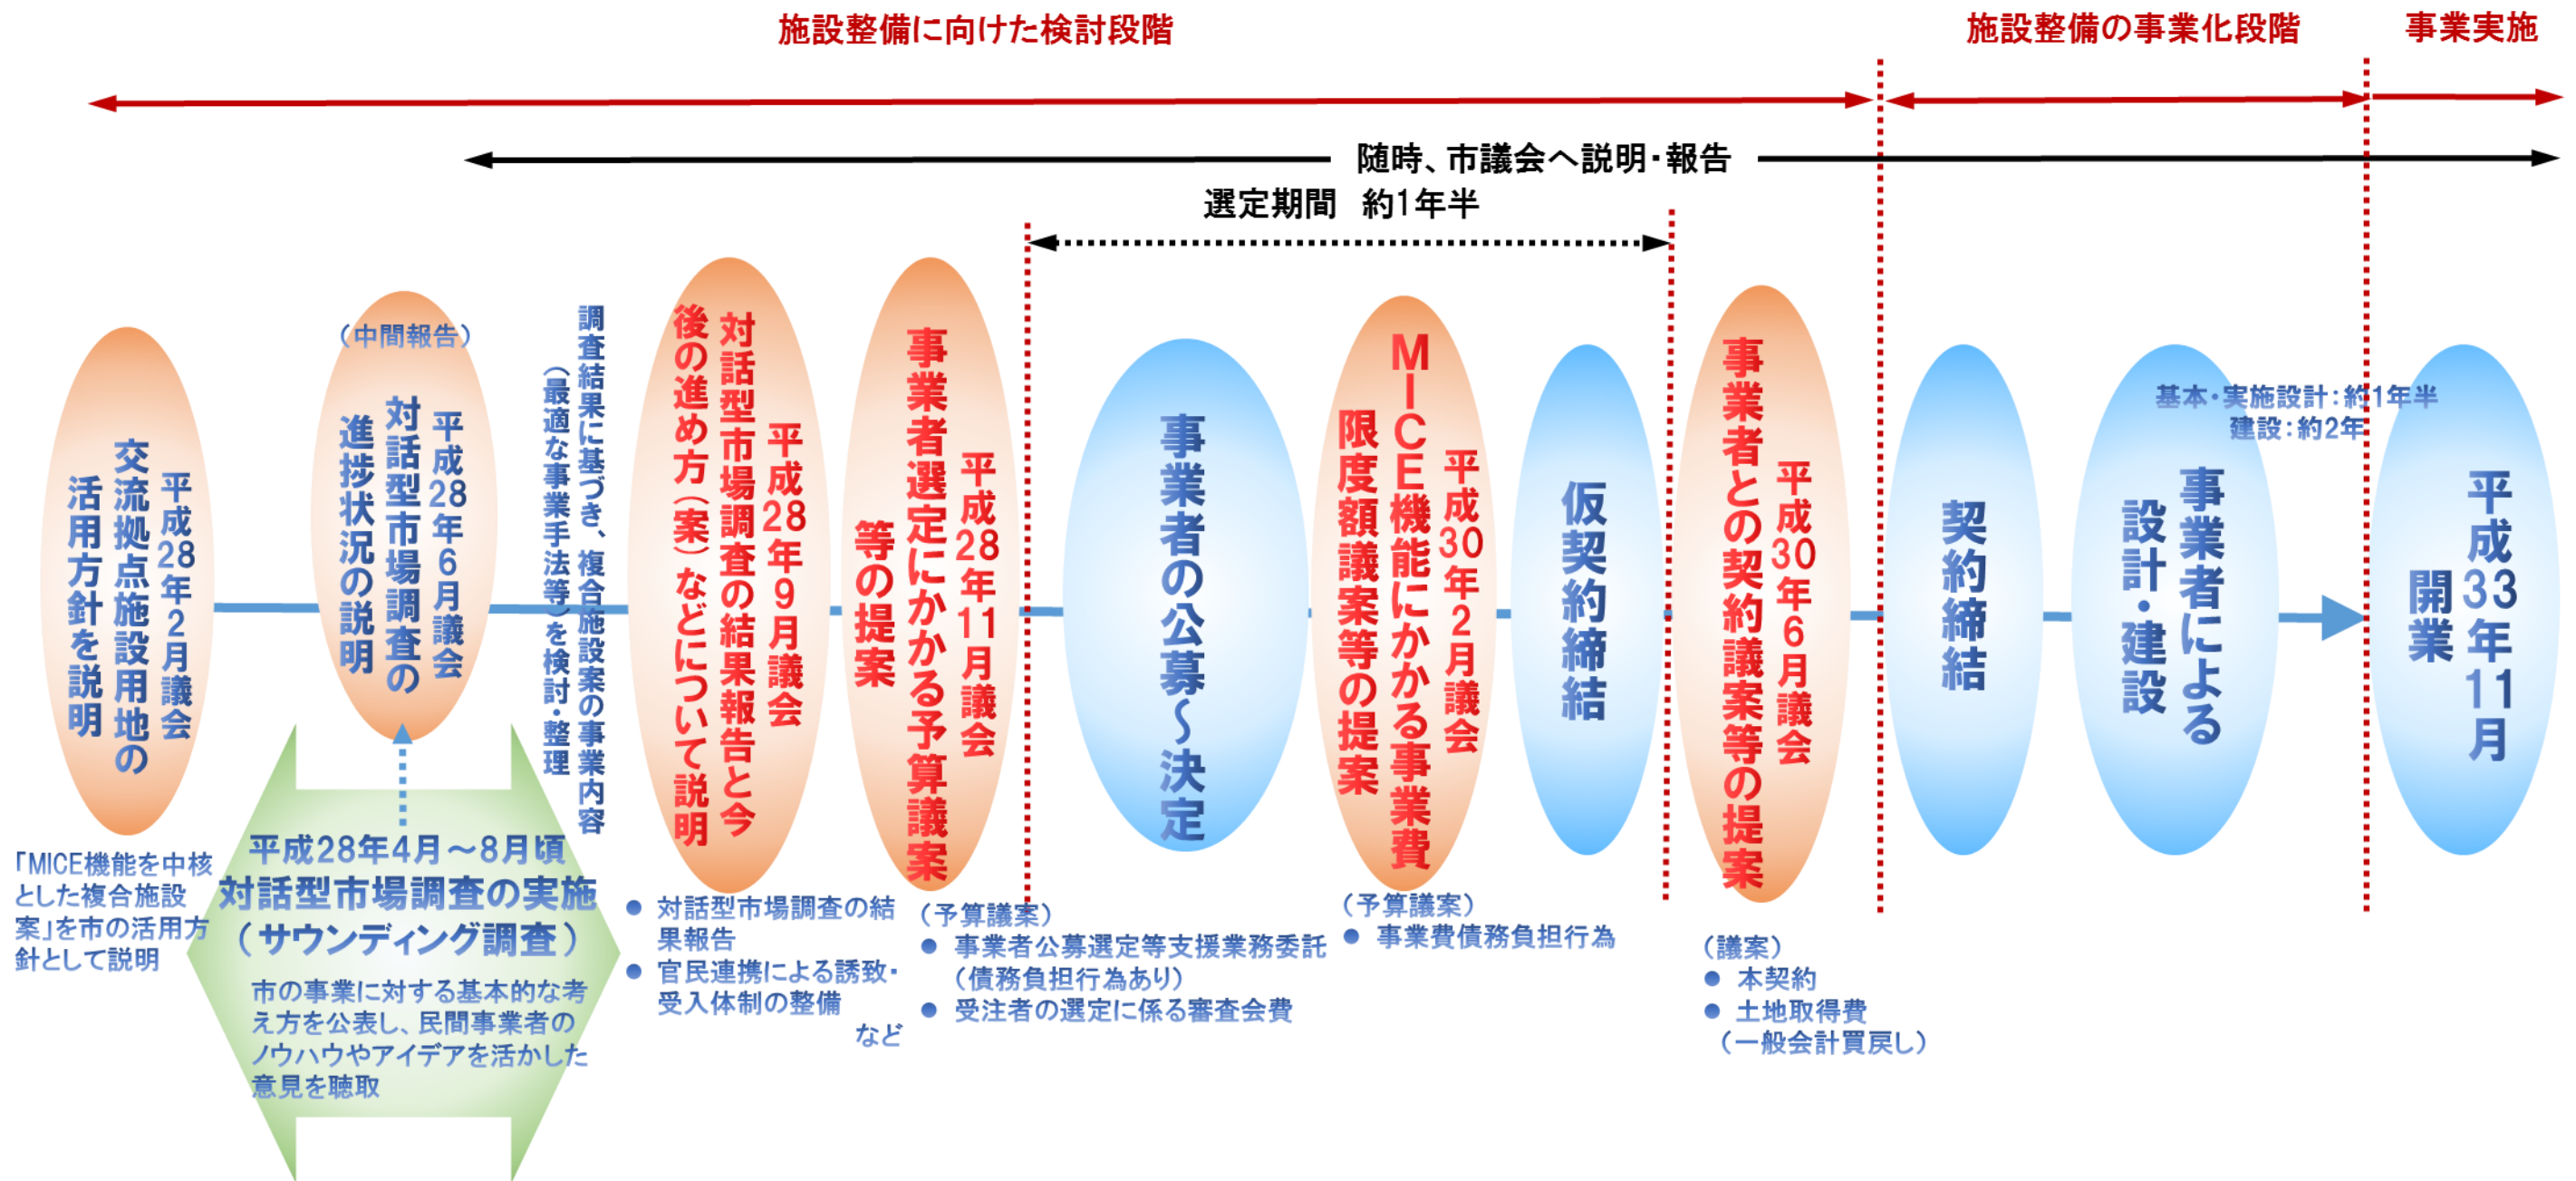 施設整備に向けた検討段階
施設整備の事業化段階
事業実施
随時、市議会へ説明・報告
選定期間　約1年半
平成28年2月議会
交流拠点施設用地の
活用方針を説明
「MICE機能を中核
とした複合施設
案」を市の活用方
針として説明
（中間報告）
平成28年6月議会
対話型市場調査の
進捗状況の説明
平成28年4月～8月頃
対話型市場調査の実施
（サウンディング調査）
市の事業に対する基本的な考
え方を公表し、民間事業者の
ノウハウやアイデアを活かした
意見を聴取
調査結果に基づき、複合施設案の事業内容
（最適な事業手法等）を検討・整理
平成28年9月議会
対話型市場調査の結果報告と今
後の進め方（案）などについて説明
● 対話型市場調査の結
果報告
● 官民連携による誘致・
受入体制の整備
など
平成28年11月議会
事業者選定にかかる予算議案
等の提案
（予算議案）
● 事業者公募選定等支援業務委託
（債務負担行為あり）
● 受注者の選定に係る審査会費
事業者の公募～決定
平成30年2月議会
MICE機能にかかる事業費
限度額議案等の提案
（予算議案）
● 事業費債務負担行為
仮契約締結
平成30年6月議会
事業者との契約議案等の提案
（議案）
● 本契約
● 土地取得費
（一般会計買戻し）
契約締結
基本・実施設計：約1年半
建設：約2年
事業者による
設計・建設
平成33年11月
開業